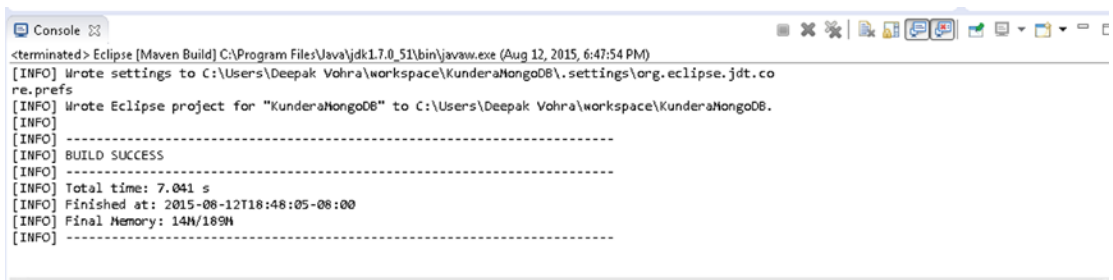 Console
<terminated> Eclipse [Maven Build] C:\Program Files\Java\jdk1.7.0_51\bin\javaw.exe (Aug 12, 2015, 6:47:54 PM)
[INFO] Wrote settings to C:\Users\Deepak Vohra\workspace\KunderaMongoDB\.settings\org.eclipse.jdt.co
re.prefs
[INFO] Wrote Eclipse project for "KunderaMongoDB" to C:\Users\Deepak Vohra\workspace\KunderaMongoDB.
[INFO]
[INFO] ------------------------------------------------------------------------
[INFO] BUILD SUCCESS
[INFO] ------------------------------------------------------------------------
[INFO] Total time: 7.041 s
[INFO] Finished at: 2015-08-12T18:48:05-08:00
[INFO] Final Memory: 14M/189M
[INFO] ------------------------------------------------------------------------